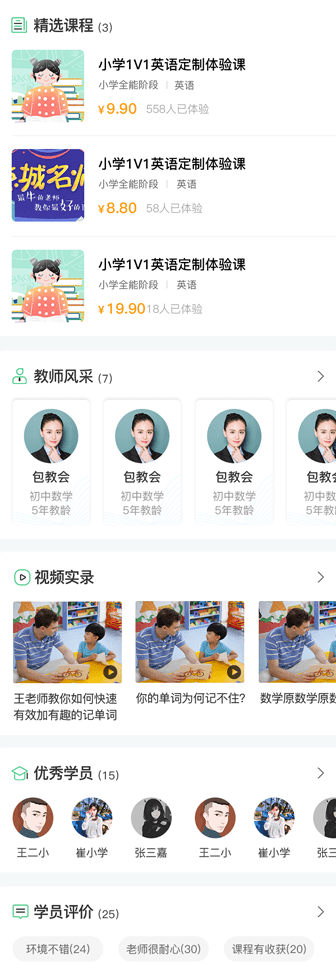 精选课程 (3)
小学1V1英语定制体验课
小学全能阶段 | 英语
¥9.90 558人已体验
小学1V1英语定制体验课
小学全能阶段 | 英语
¥8.80 58人已体验
小学1V1英语定制体验课
小学全能阶段 | 英语
¥19.90 18人已体验
教师风采 (7)
包教会 包教会 包教会 包教会
初中数学 初中数学 初中数学 初中数
5年教龄 5年教龄 5年教龄 5年教
视频实录
王老师教你如何快速 你的单词为何记不住? 数学原数学原数
有效加有趣的记单词
优秀学员 (15)
王二小 崔小学 张三嘉 王二小 崔小学 张三
学员评价 (25)
环境不错(24) 老师很耐心(30) 课程有收获(20)